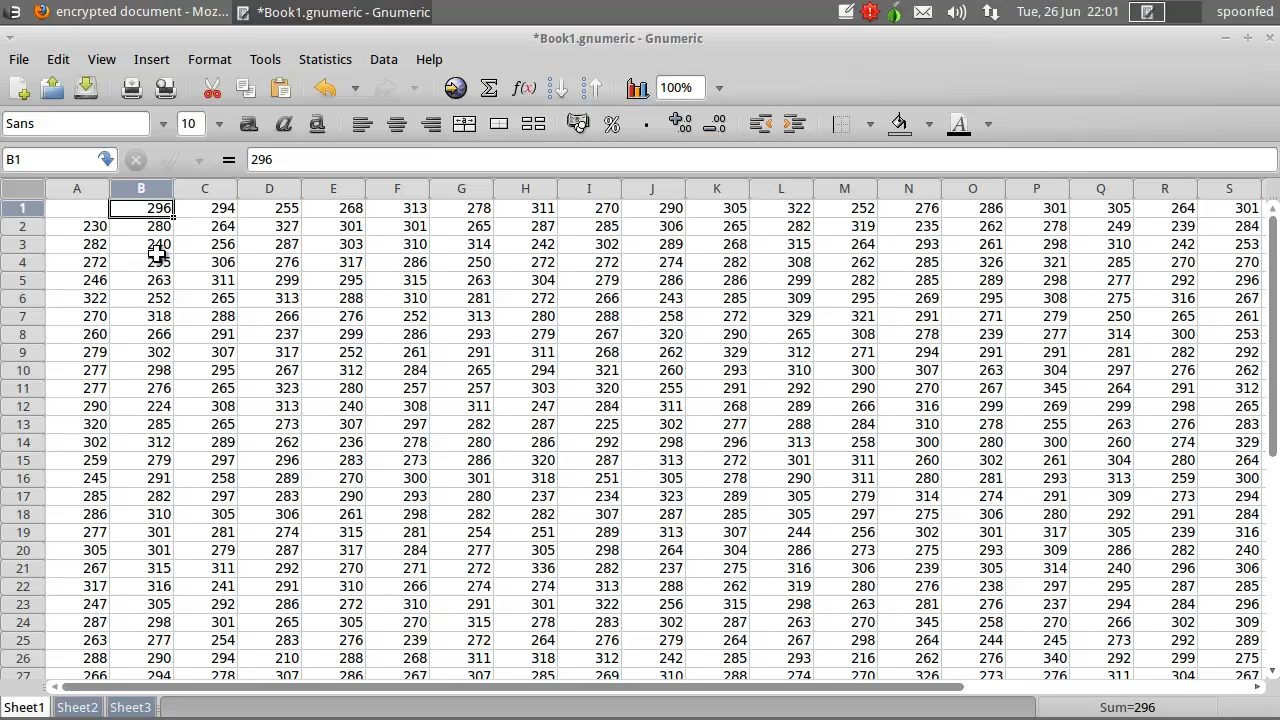 encrypted document - Moz... *Book1.gnumeric - Gnumeric Tue, 26 Jun 22:01 spoonfed
*Book1.gnumeric - Gnumeric
File Edit View Insert Format Tools Statistics Data Help
f(x) 100%
Sans 10 a a a %
B1 = 296
A B C D E F G H I J K L M N O P Q R S
1 296 294 255 268 313 278 311 270 290 305 322 252 276 286 301 305 264 301
2 230 280 264 327 301 301 265 287 285 306 265 282 319 235 262 278 249 239 284
3 282 240 256 287 303 310 314 242 302 289 268 315 264 293 261 298 310 242 253
4 272 295 306 276 317 286 250 272 272 274 282 308 262 285 326 321 285 270 270
5 246 263 311 299 295 315 263 304 279 286 286 299 282 285 289 298 277 292 296
6 322 252 265 313 288 310 281 272 266 243 285 309 295 269 295 308 275 316 267
7 270 318 288 266 276 252 313 280 288 258 272 329 321 291 271 279 250 265 261
8 260 266 291 237 299 286 293 279 267 320 290 265 308 278 239 277 314 300 253
9 279 302 307 317 252 261 291 311 268 262 329 312 271 294 291 291 281 282 292
10 277 298 295 267 312 284 265 294 321 260 293 310 300 307 263 304 297 276 262
11 277 276 265 323 280 257 257 303 320 255 291 292 290 270 267 345 264 291 312
12 290 224 308 313 240 308 311 247 284 311 268 289 266 316 299 269 299 298 265
13 320 285 265 273 307 297 282 287 225 302 277 288 284 310 278 255 263 276 283
14 302 312 289 262 236 278 280 286 292 298 296 313 258 300 280 300 260 274 329
15 259 279 297 296 283 273 286 320 287 313 272 301 311 260 302 261 304 280 264
16 245 291 258 289 270 300 301 318 251 305 278 290 311 280 281 293 313 259 300
17 285 282 297 283 290 293 280 237 234 323 289 305 279 314 274 291 309 273 294
18 286 310 305 306 261 298 282 282 307 287 285 305 297 275 306 280 292 291 284
19 277 301 281 274 315 281 254 251 289 313 307 244 256 302 301 317 305 239 316
20 305 301 279 287 317 284 277 305 298 264 304 286 273 275 293 309 286 282 240
21 267 315 311 292 270 271 272 336 282 237 275 316 306 239 305 314 240 296 306
22 317 316 241 291 310 266 274 274 313 288 262 319 280 276 238 297 295 287 285
23 247 305 292 286 272 310 291 301 322 256 315 298 263 281 276 237 294 284 296
24 287 298 301 265 305 270 315 278 283 302 287 263 270 345 258 270 266 302 309
25 263 277 254 283 276 239 272 264 276 279 264 267 298 264 244 245 273 292 289
26 288 290 294 210 288 268 311 318 312 242 285 293 216 262 276 340 292 299 275
27 266 294 278 307 286 267 307 285 269 310 288 274 270 326 273 276 311 304 267
Sheet1 Sheet2 Sheet3 Sum=296